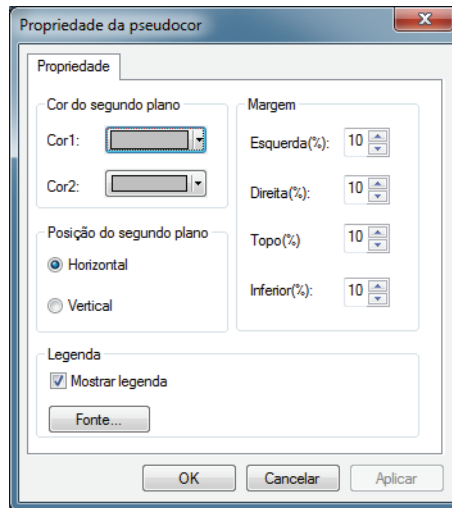 Propriedade da pseudocor
Propriedade
Cor do segundo plano
Cor1:
Cor2:
Posição do segundo plano
Horizontal
Vertical
Margem
Esquerda(%): 10
Direita(%): 10
Topo(%) 10
Inferior(%): 10
Legenda
Mostrar legenda
Fonte...
OK Cancelar Aplicar